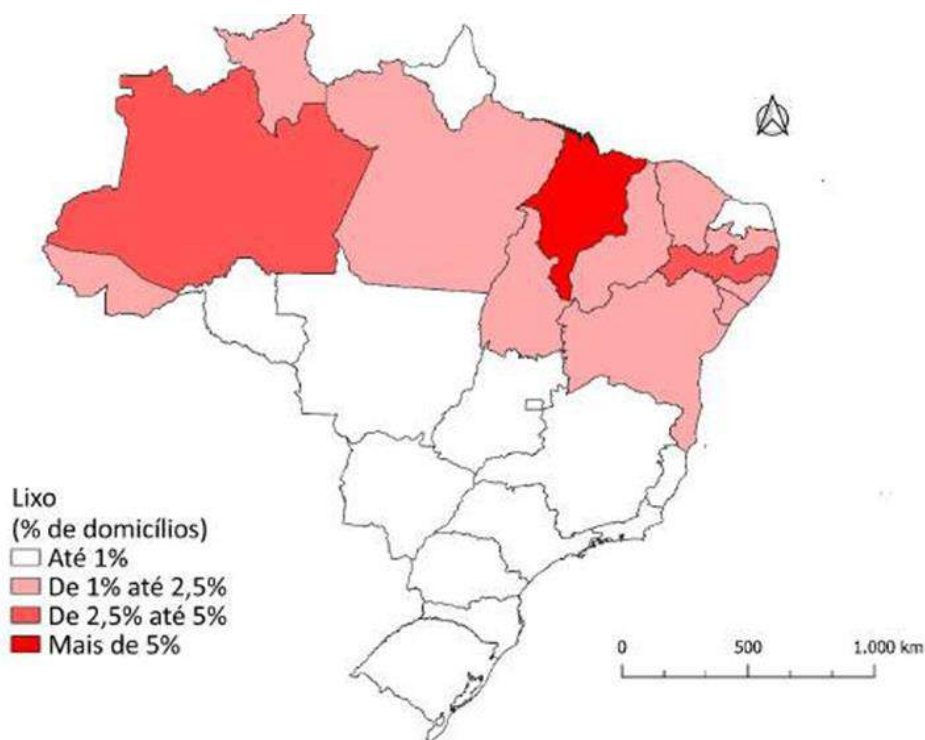 Lixo
(% de domicílios)
Até 1%
De 1% até 2,5%
De 2,5% até 5%
Mais de 5%
0 500 1.000 km